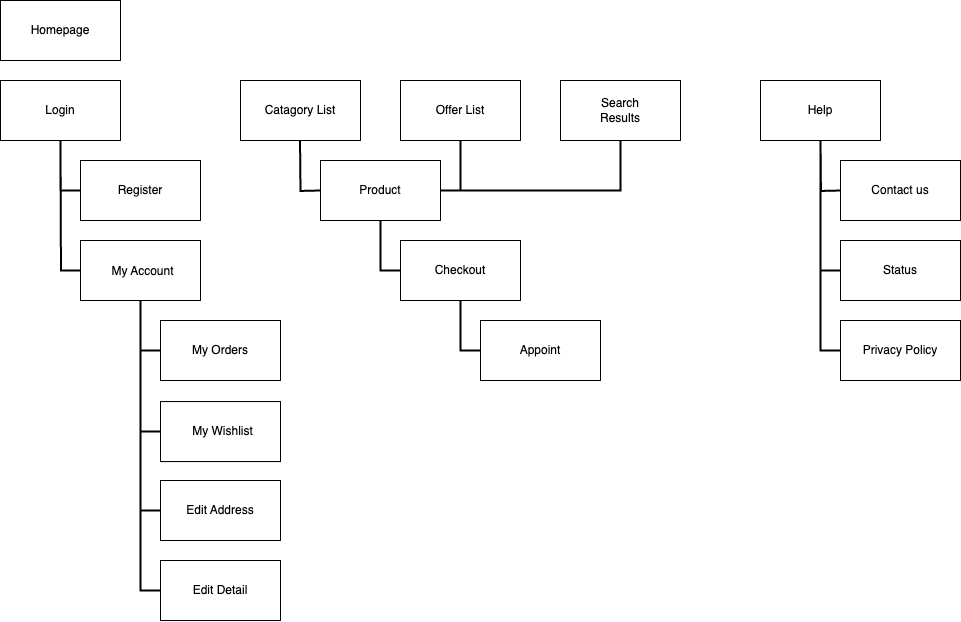 Homepage
Login
Catagory List
Offer List
Search
Results
Help
Register
Product
Contact us
My Account
Checkout
Status
My Orders
Appoint
Privacy Policy
My Wishlist
Edit Address
Edit Detail